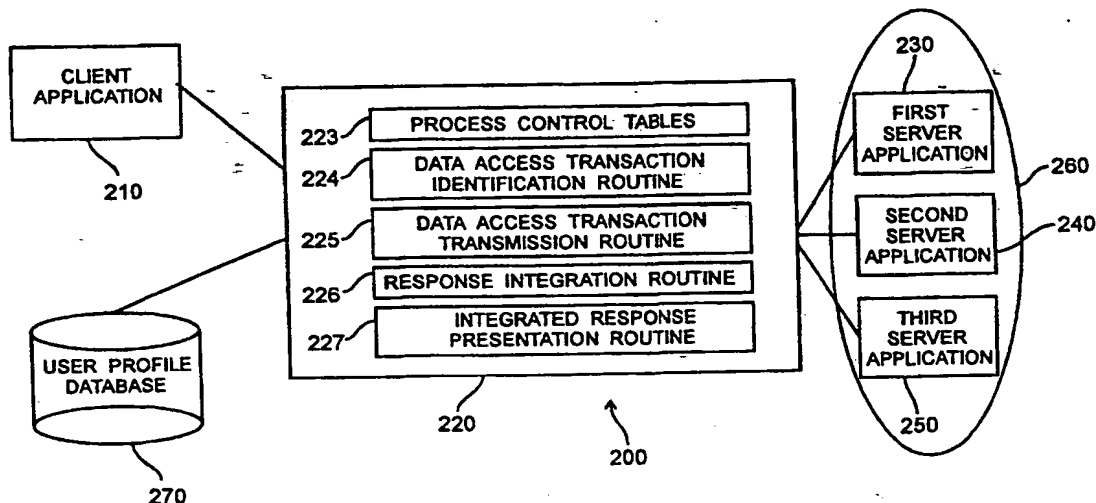 CLIENT
APPLICATION
210
USER PROFILE
DATABASE
270
223
PROCESS CONTROL TABLES
224
DATA ACCESS TRANSACTION
IDENTIFICATION ROUTINE
225
DATA ACCESS TRANSACTION
TRANSMISSION ROUTINE
226
RESPONSE INTEGRATION ROUTINE
227
INTEGRATED RESPONSE
PRESENTATION ROUTINE
220
200
230
FIRST
SERVER
APPLICATION
260
SECOND
SERVER
APPLICATION
240
THIRD
SERVER
APPLICATION
250